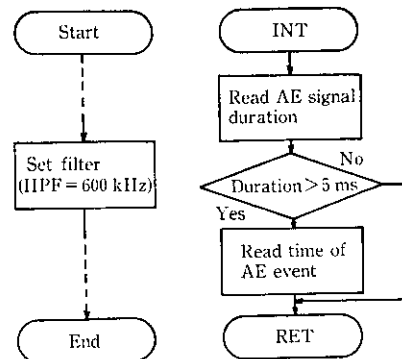 Start
Set filter
(HPF = 600 kHz)
End
INT
Read AE signal
duration
No
Duration > 5 ms
Yes
Read time of
AE event
RET